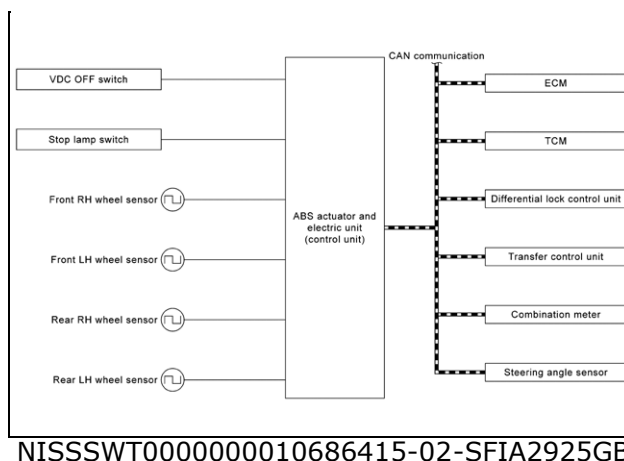 CAN communication
VDC OFF switch
ECM
Stop lamp switch
TCM
Front RH wheel sensor
Differential lock control unit
ABS actuator and
electric unit
(control unit)
Front LH wheel sensor
Transfer control unit
Rear RH wheel sensor
Combination meter
Rear LH wheel sensor
Steering angle sensor
NISSSWT0000000010686415-02-SFIA2925GB